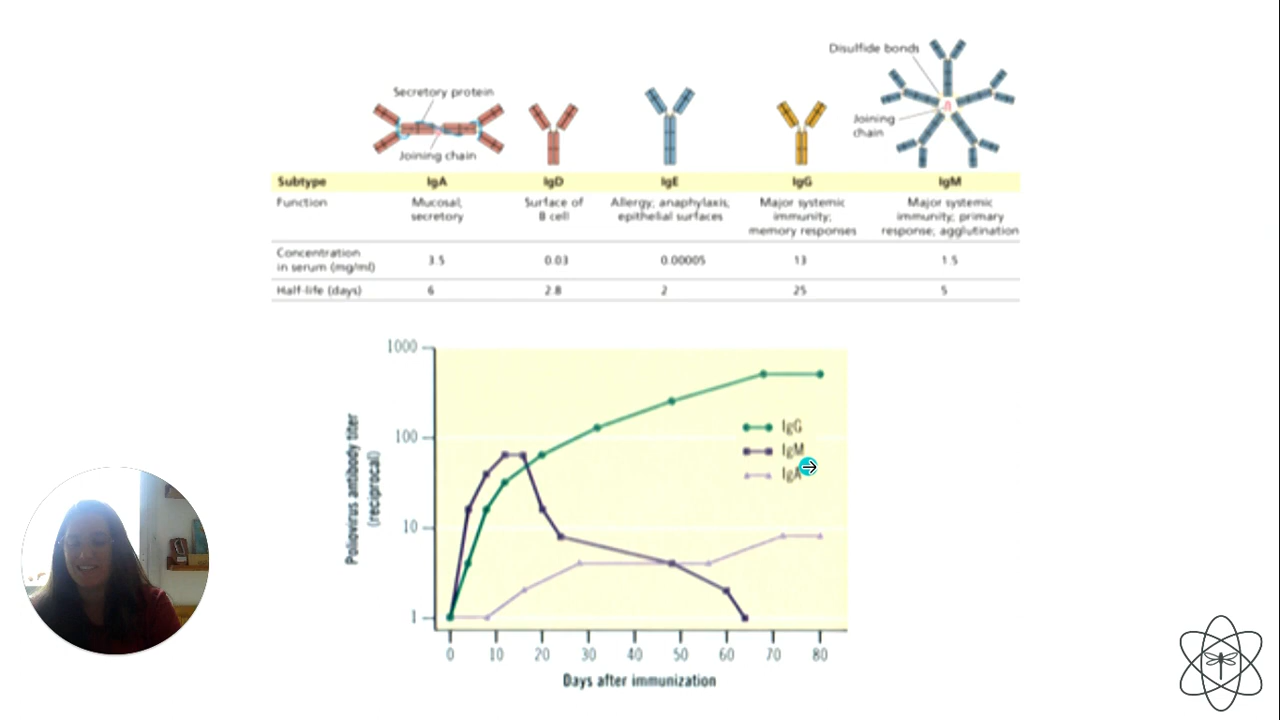 Disulfide bonds
Secretory protein
Joining
chain
Joining chain
Subtype IgA IgD IgE IgG IgM
Function Mucosal, Surface of Allergy; anaphylaxis; Major systemic Major systemic
secretory B cell epithelial surfaces immunity; immunity; primary
memory responses response; agglutination
Concentration
in serum (mg/ml) 3.5 0.03 0.00005 13 1.5
Half-life (days) 6 2.8 2 25 5
1000
100
10
1
Poliovirus antibody titer
(reciprocal)
IgG
IgM
IgA
0 10 20 30 40 50 60 70 80
Days after immunization